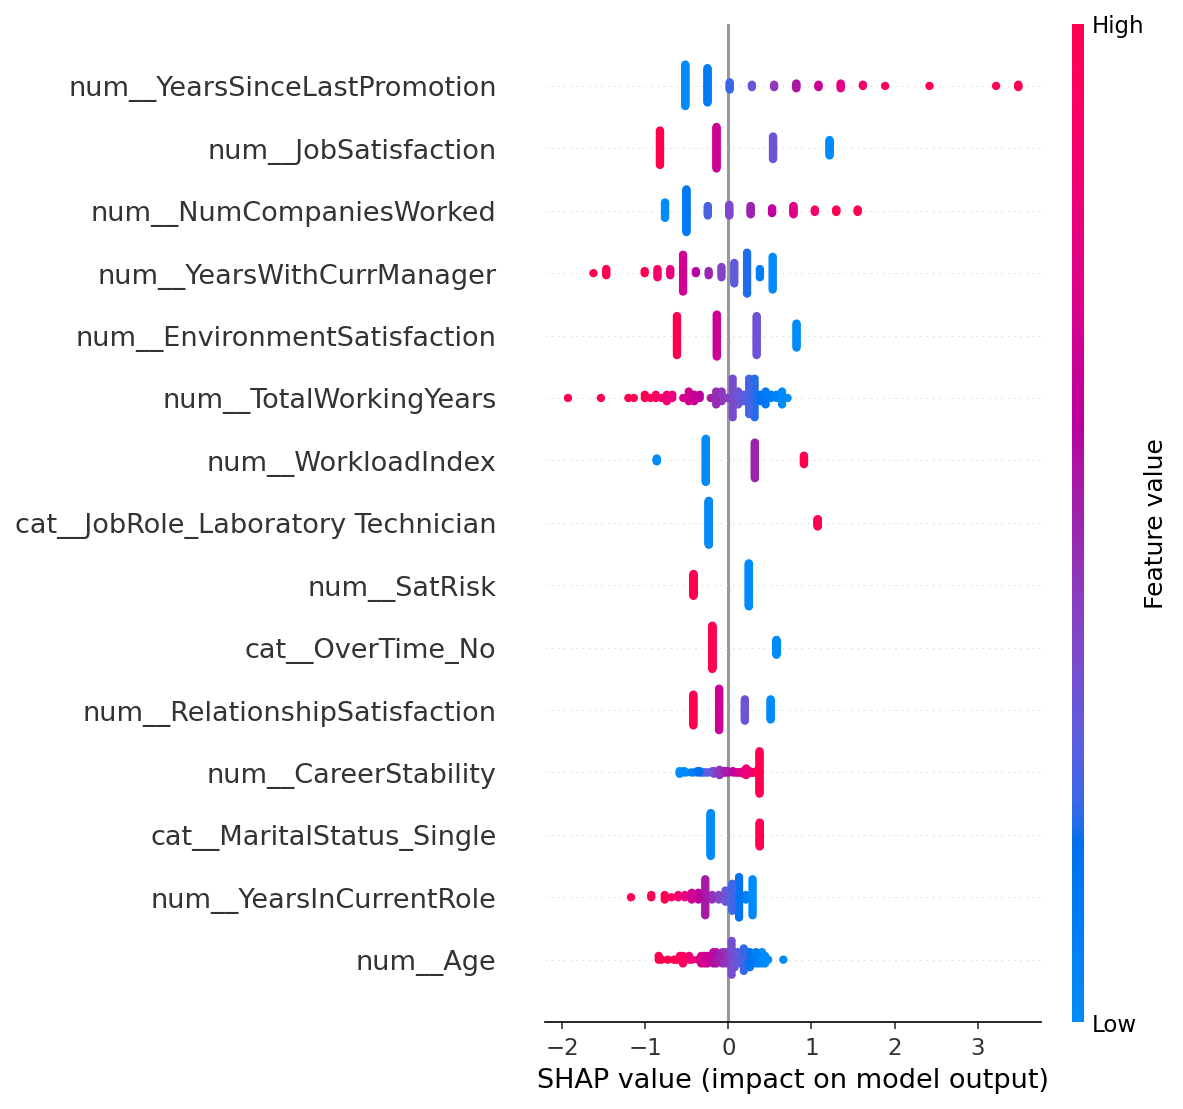 High
num__YearsSinceLastPromotion
num__JobSatisfaction
num__NumCompaniesWorked
num__YearsWithCurrManager
num__EnvironmentSatisfaction
num__TotalWorkingYears
num__WorkloadIndex
cat__JobRole_Laboratory Technician
num__SatRisk
cat__OverTime_No
num__RelationshipSatisfaction
num__CareerStability
cat__MaritalStatus_Single
num__YearsInCurrentRole
num__Age
Feature value
Low
−2 −1 0 1 2 3
SHAP value (impact on model output)